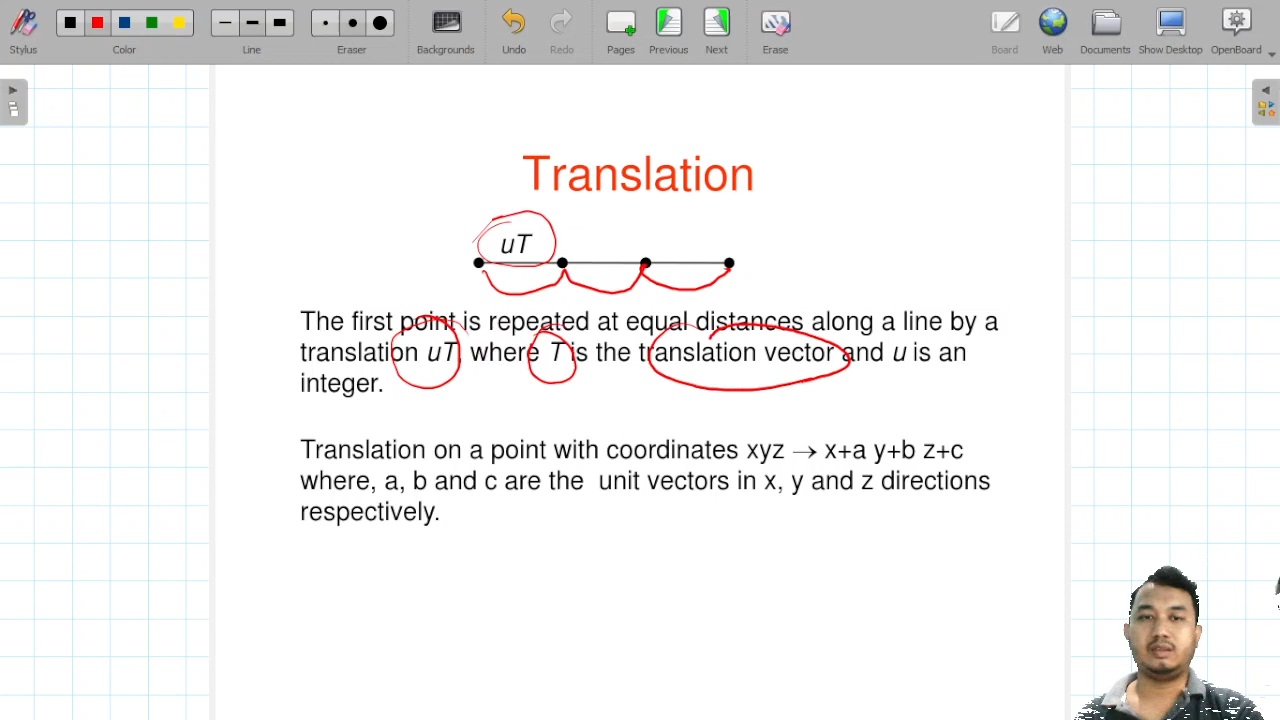 Stylus
Color
Line
Eraser
Backgrounds
Undo
Redo
Pages
Previous
Next
Erase
Board
Web
Documents
Show Desktop
OpenBoard
Translation
uT
The first point is repeated at equal distances along a line by a
translation uT, where T is the translation vector and u is an
integer.
Translation on a point with coordinates xyz → x+a y+b z+c
where, a, b and c are the unit vectors in x, y and z directions
respectively.